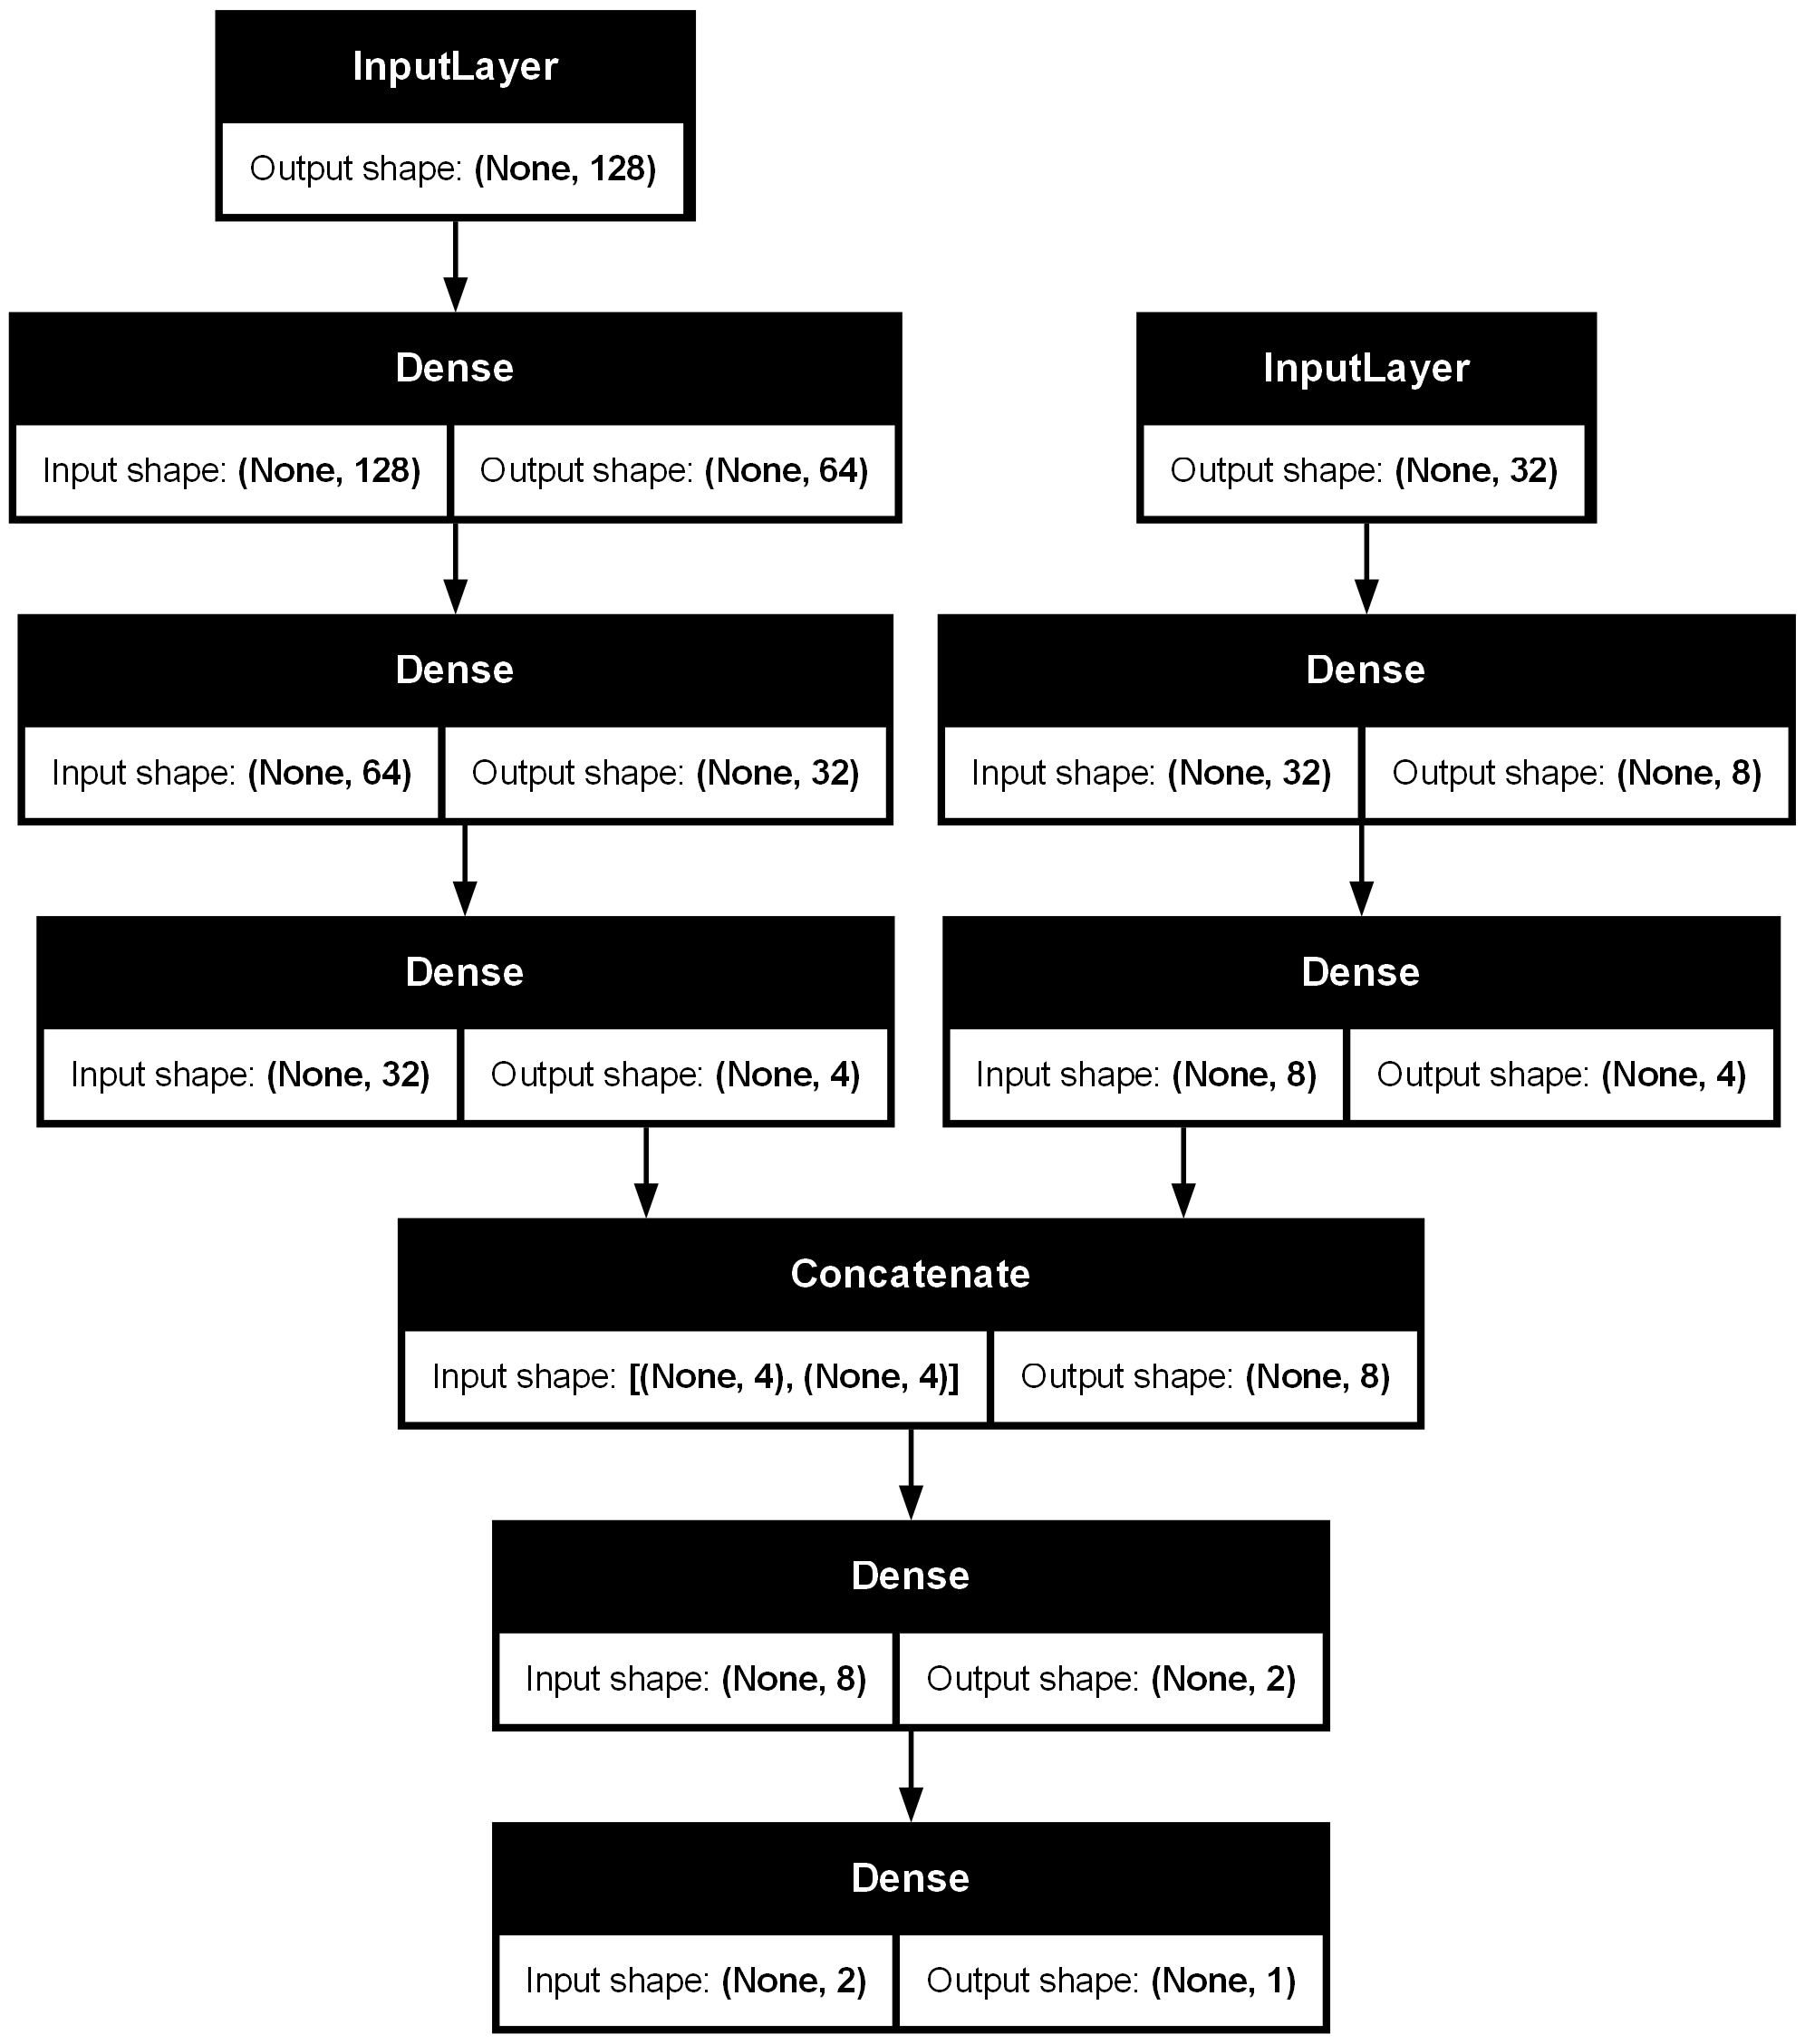 InputLayer
Output shape: (None, 128)
Dense
Input shape: (None, 128) Output shape: (None, 64)
InputLayer
Output shape: (None, 32)
Dense
Input shape: (None, 64) Output shape: (None, 32)
Dense
Input shape: (None, 32) Output shape: (None, 8)
Dense
Input shape: (None, 32) Output shape: (None, 4)
Dense
Input shape: (None, 8) Output shape: (None, 4)
Concatenate
Input shape: [(None, 4), (None, 4)] Output shape: (None, 8)
Dense
Input shape: (None, 8) Output shape: (None, 2)
Dense
Input shape: (None, 2) Output shape: (None, 1)